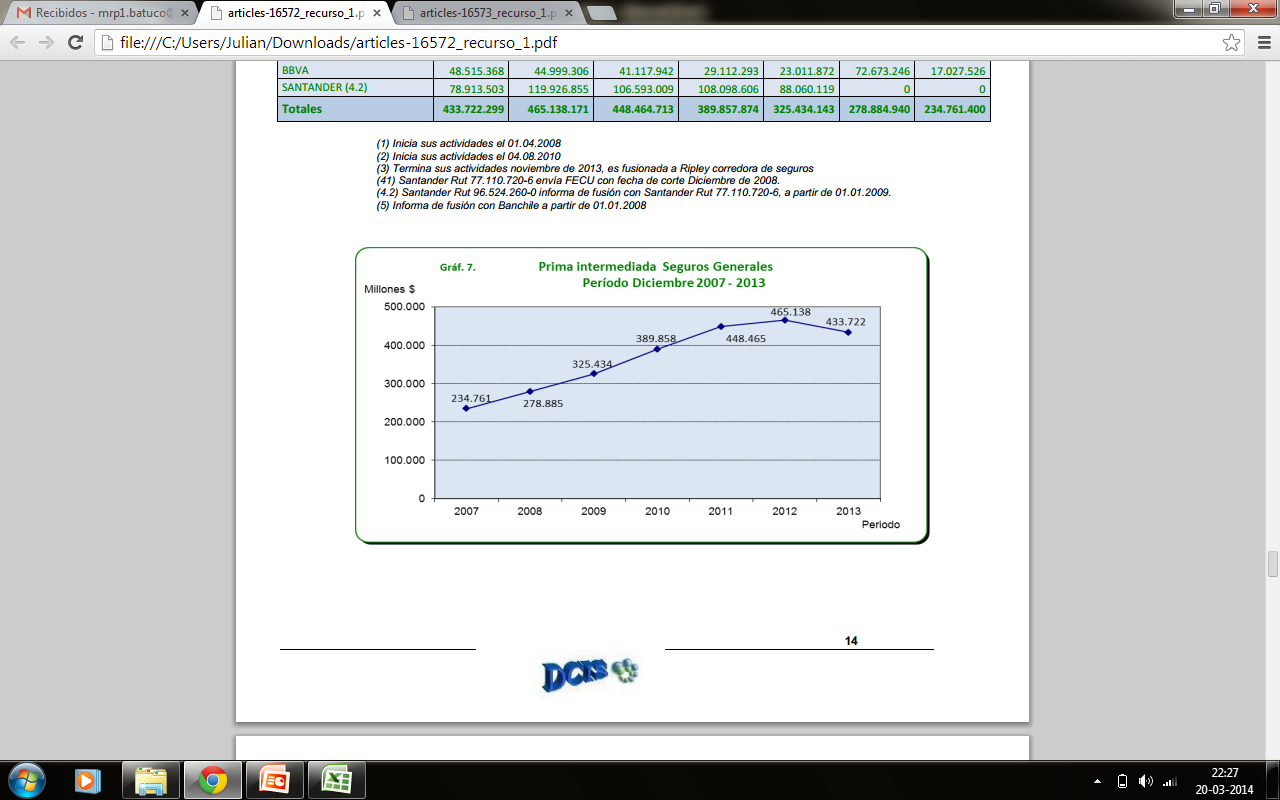 Recibidos - mrp1.batuco@
articles-16572_recurso_1.p
articles-16573_recurso_1.p
file:///C:/Users/Julian/Downloads/articles-16572_recurso_1.pdf
BBVA 48.515.368 44.999.306 41.117.942 29.112.293 23.011.872 72.673.246 17.027.526
SANTANDER (4.2) 78.913.503 119.926.855 106.593.009 108.098.606 88.060.119 0 0
Totales 433.722.299 465.138.171 448.464.713 389.857.874 325.434.143 278.884.940 234.761.400
(1) Inicia sus actividades el 01.04.2008
(2) Inicia sus actividades el 04.08.2010
(3) Termina sus actividades noviembre de 2013, es fusionada a Ripley corredora de seguros
(41) Santander Rut 77.110.720-6 envía FECU con fecha de corte Diciembre de 2008.
(4.2) Santander Rut 96.524.260-0 informa de fusión con Santander Rut 77.110.720-6, a partir de 01.01.2009.
(5) Informa de fusión con Banchile a partir de 01.01.2008
Gráf. 7. Prima intermediada Seguros Generales
Período Diciembre 2007 - 2013
Millones $
500.000
400.000
300.000
200.000
100.000
0
234.761
278.885
325.434
389.858
448.465
465.138
433.722
2007 2008 2009 2010 2011 2012 2013
Periodo
14
DCIS
22:27
20-03-2014